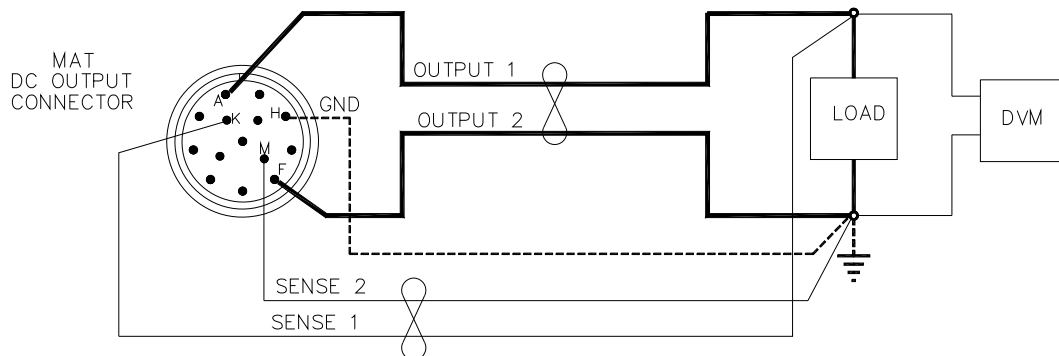 MAT
DC OUTPUT
CONNECTOR
A
K
H
M
F
GND
OUTPUT 1
OUTPUT 2
LOAD
DVM
SENSE 2
SENSE 1